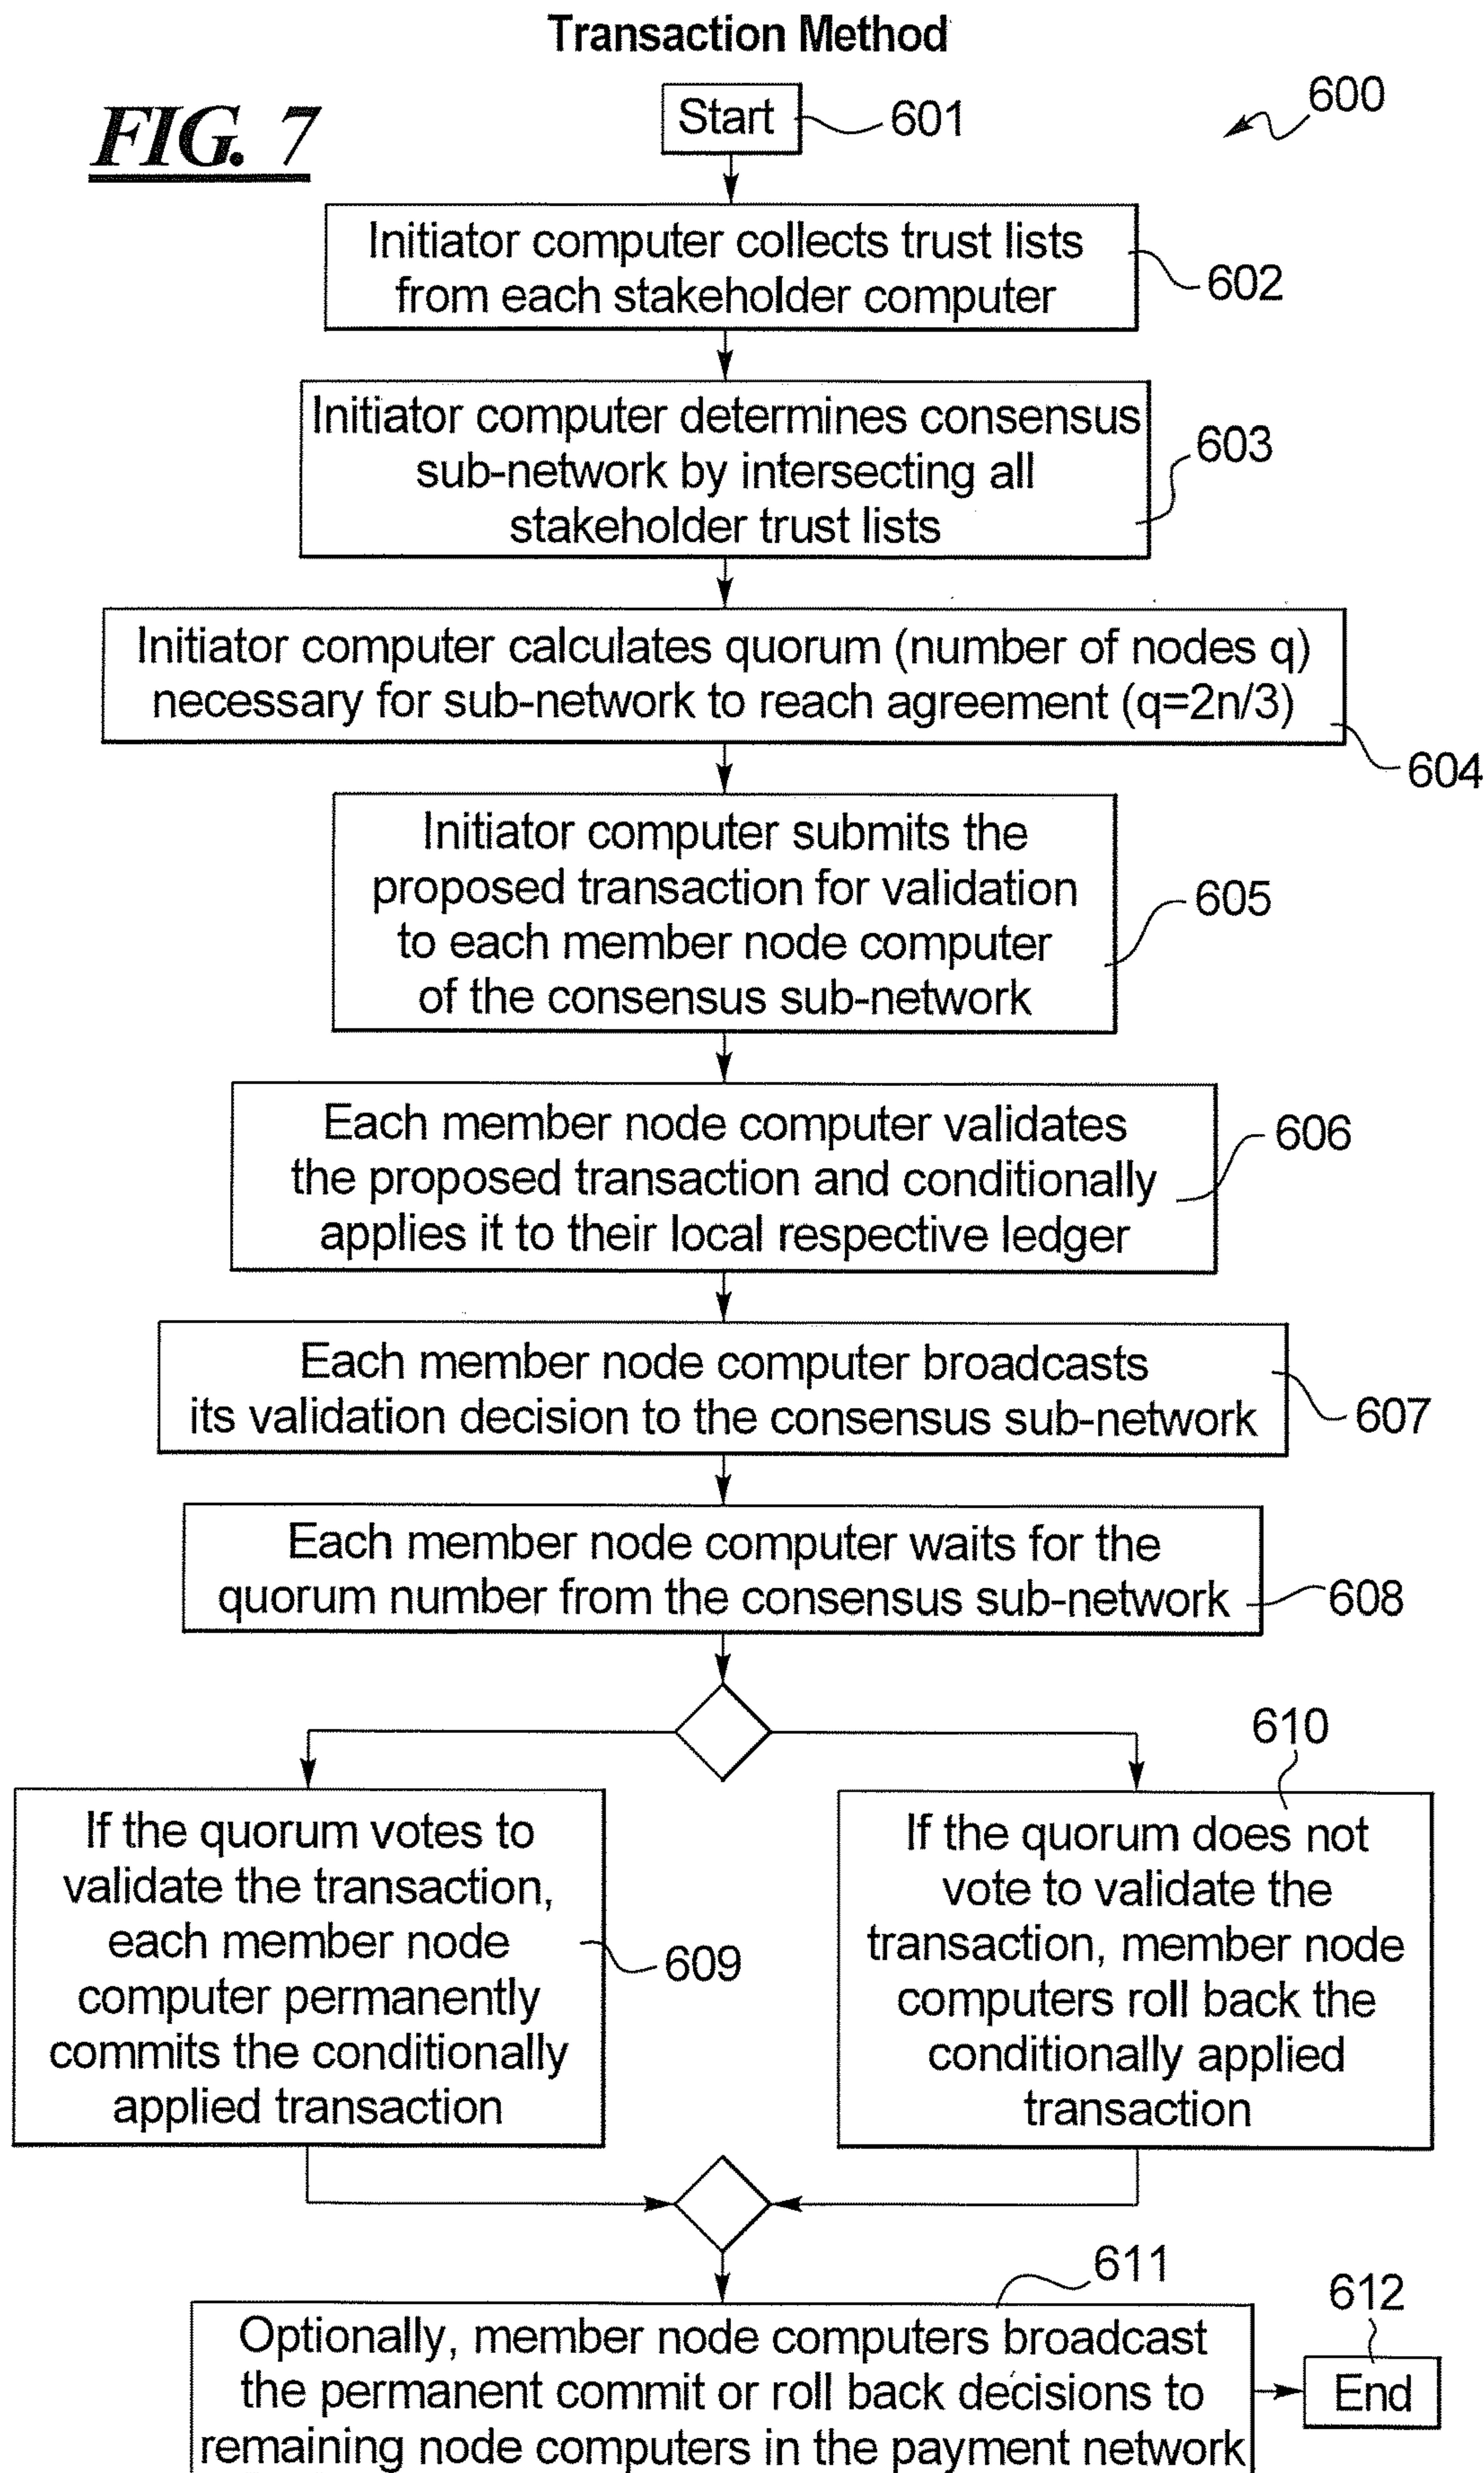 Transaction Method
FIG. 7
600
Start
601
Initiator computer collects trust lists
from each stakeholder computer
602
Initiator computer determines consensus
sub-network by intersecting all
stakeholder trust lists
603
Initiator computer calculates quorum (number of nodes q)
necessary for sub-network to reach agreement (q=2n/3)
604
Initiator computer submits the
proposed transaction for validation
to each member node computer
of the consensus sub-network
605
Each member node computer validates
the proposed transaction and conditionally
applies it to their local respective ledger
606
Each member node computer broadcasts
its validation decision to the consensus sub-network
607
Each member node computer waits for the
quorum number from the consensus sub-network
608
If the quorum votes to
validate the transaction,
each member node
computer permanently
commits the conditionally
applied transaction
609
610
If the quorum does not
vote to validate the
transaction, member node
computers roll back the
conditionally applied
transaction
611
Optionally, member node computers broadcast
the permanent commit or roll back decisions to
remaining node computers in the payment network
612
End